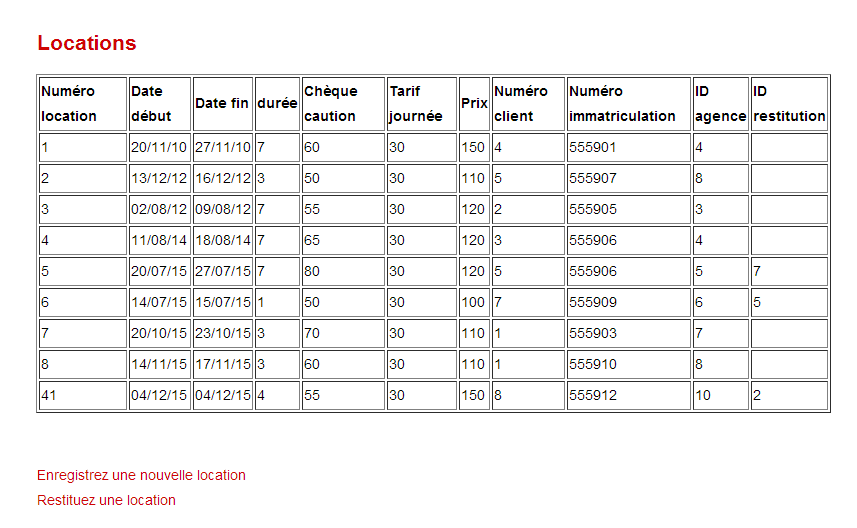 Locations
Numéro location Date début Date fin durée Chèque caution Tarif journée Prix Numéro client Numéro immatriculation ID agence ID restitution
1 20/11/10 27/11/10 7 60 30 150 4 555901 4
2 13/12/12 16/12/12 3 50 30 110 5 555907 8
3 02/08/12 09/08/12 7 55 30 120 2 555905 3
4 11/08/14 18/08/14 7 65 30 120 3 555906 4
5 20/07/15 27/07/15 7 80 30 120 5 555906 5 7
6 14/07/15 15/07/15 1 50 30 100 7 555909 6 5
7 20/10/15 23/10/15 3 70 30 110 1 555903 7
8 14/11/15 17/11/15 3 60 30 110 1 555910 8
41 04/12/15 04/12/15 4 55 30 150 8 555912 10 2
Enregistrez une nouvelle location
Restituez une location